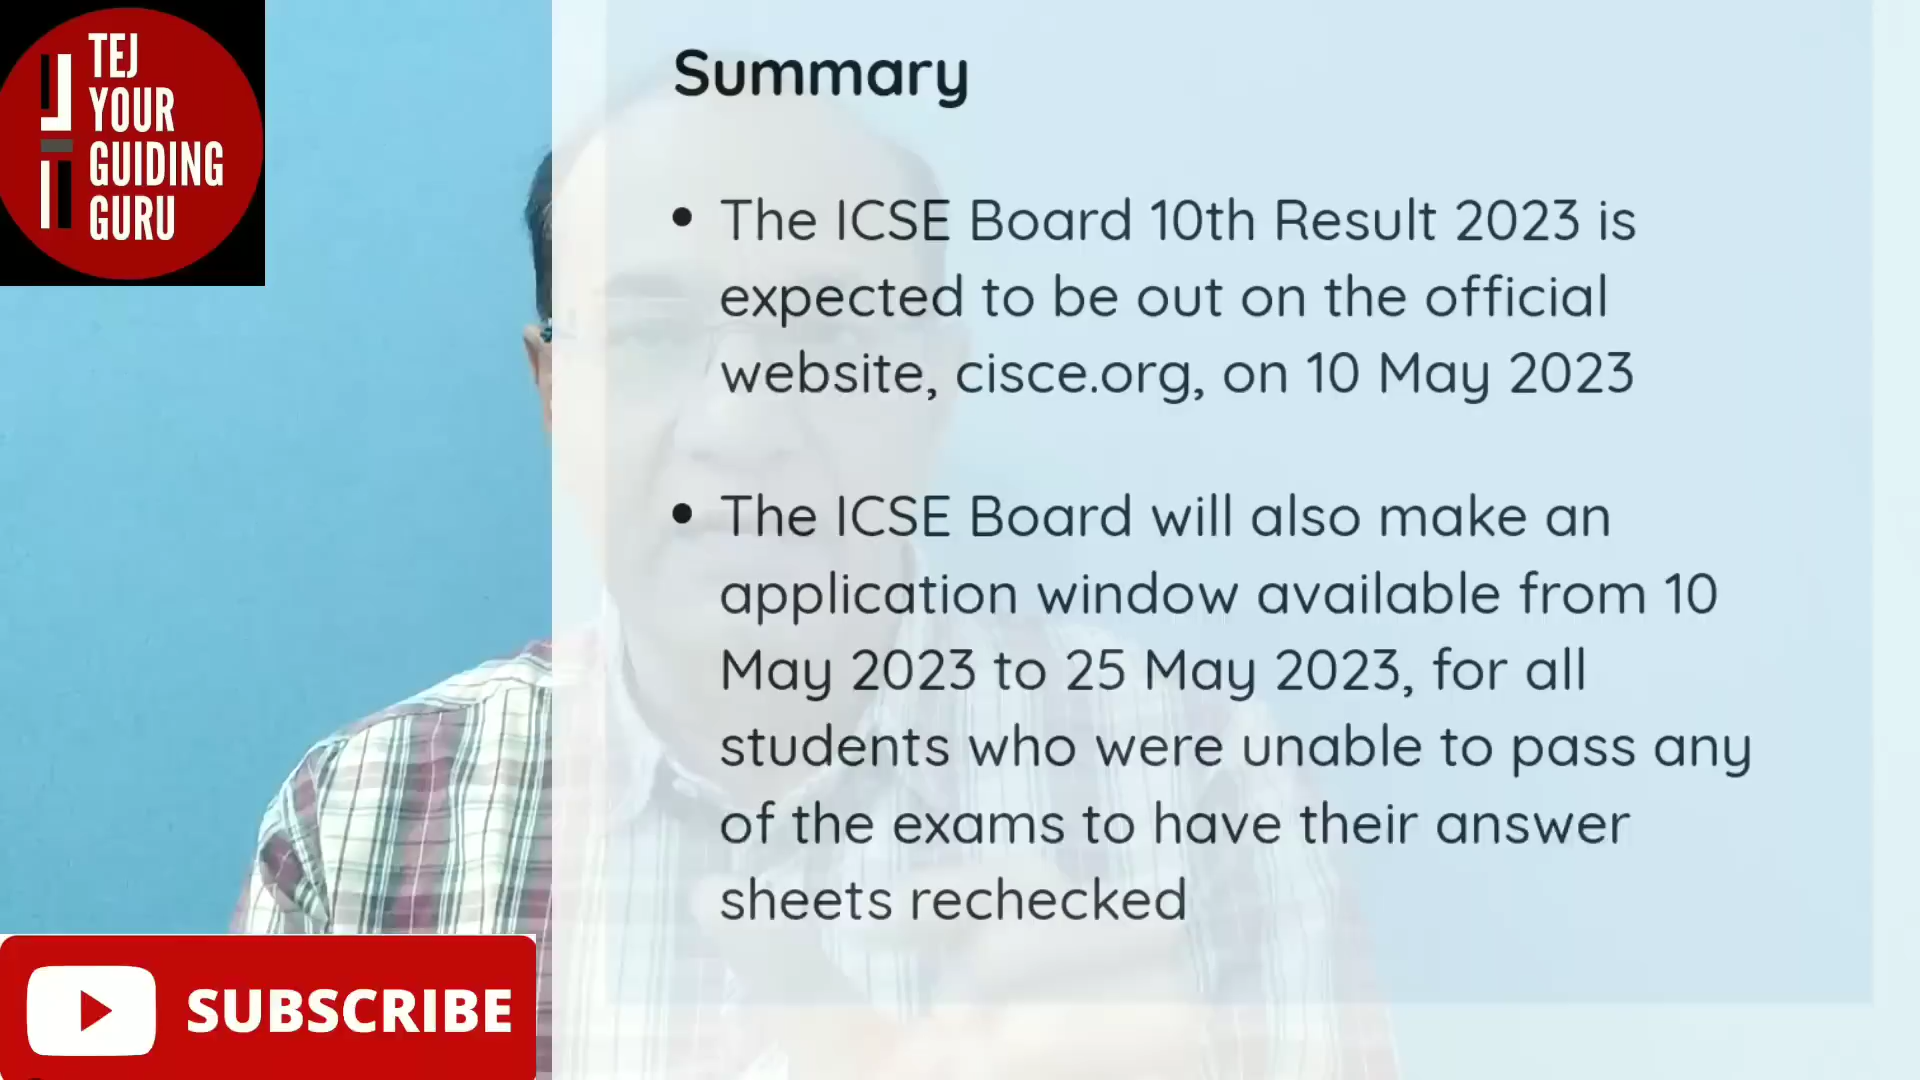 TEJ
YOUR
GUIDING
GURU
Summary
• The ICSE Board 10th Result 2023 is
expected to be out on the official
website, cisce.org, on 10 May 2023
• The ICSE Board will also make an
application window available from 10
May 2023 to 25 May 2023, for all
students who were unable to pass any
of the exams to have their answer
sheets rechecked
SUBSCRIBE